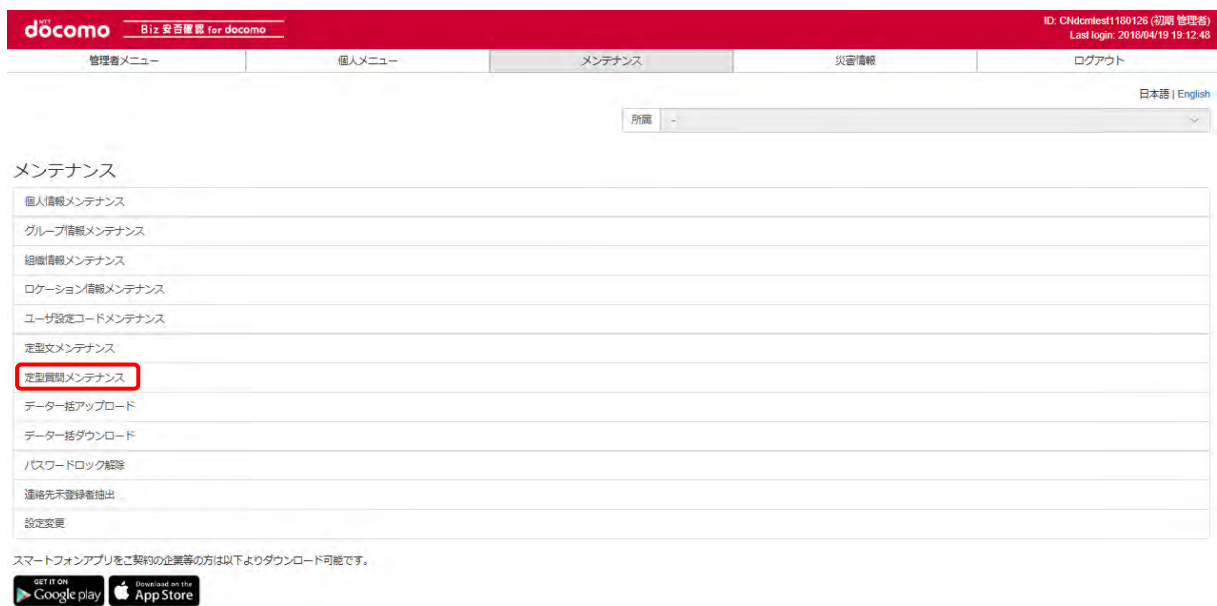 NTT
döcomo Biz 安否確認 for docomo
ID: CNdcmtest1180126 (初期 管理者)
Last login: 2018/04/19 19:12:48
管理者メニュー 個人メニュー メンテナンス 災害情報 ログアウト
日本語 | English
所属 -
メンテナンス
個人情報メンテナンス
グループ情報メンテナンス
組織情報メンテナンス
ロケーション情報メンテナンス
ユーザ設定コードメンテナンス
定型文メンテナンス
定型質問メンテナンス
データ一括アップロード
データ一括ダウンロード
パスワードロック解除
連絡先未登録者抽出
設定変更
スマートフォンアプリをご契約の企業等の方は以下よりダウンロード可能です。
GET IT ON
Google play
Download on the
App Store